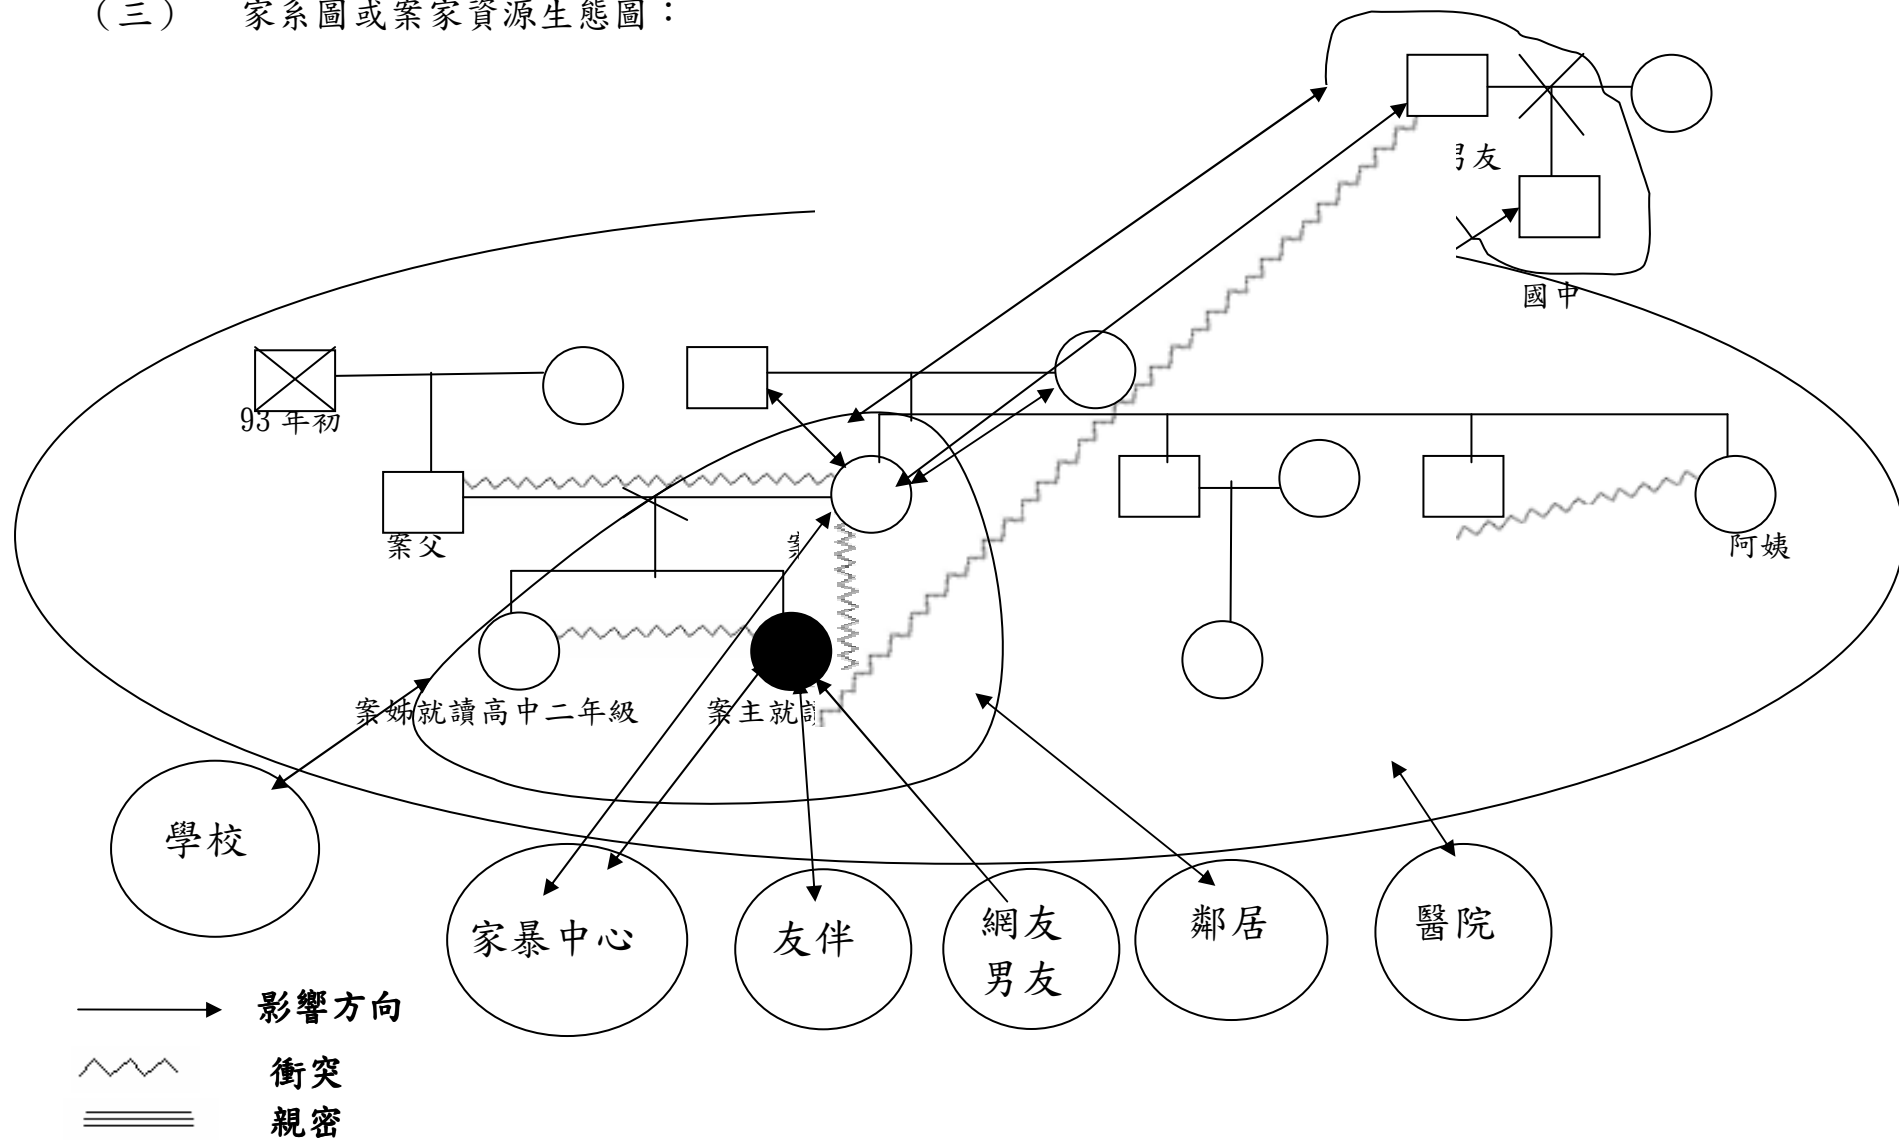 （三） 家系圖或案家資源生態圖：
男友
國中
93 年初
案父
案
阿姨
案姊就讀高中二年級
案主就讀
學校
家暴中心
友伴
網友
男友
鄰居
醫院
影響方向
衝突
親密